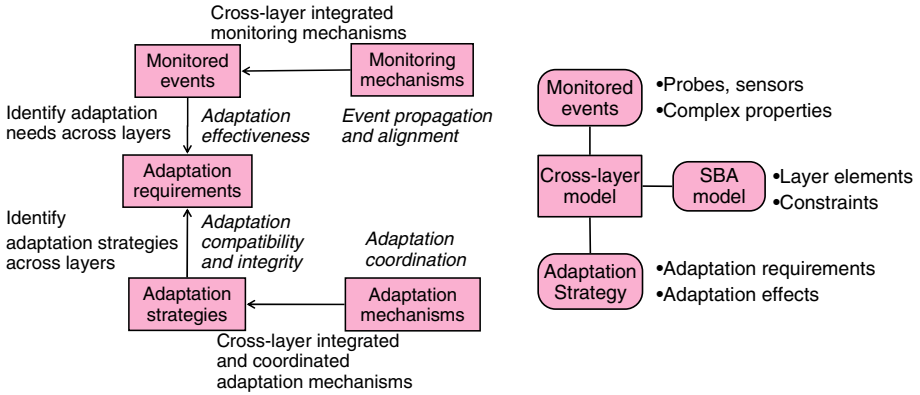 Cross-layer integrated
monitoring mechanisms
Monitored
events
Monitoring
mechanisms
Identify adaptation
needs across layers
Adaptation
effectiveness
Event propagation
and alignment
Adaptation
requirements
Identify
adaptation strategies
across layers
Adaptation
compatibility
and integrity
Adaptation
coordination
Adaptation
strategies
Adaptation
mechanisms
Cross-layer integrated
and coordinated
adaptation mechanisms
Monitored
events
•Probes, sensors
•Complex properties
Cross-layer
model
SBA
model
•Layer elements
•Constraints
Adaptation
Strategy
•Adaptation requirements
•Adaptation effects